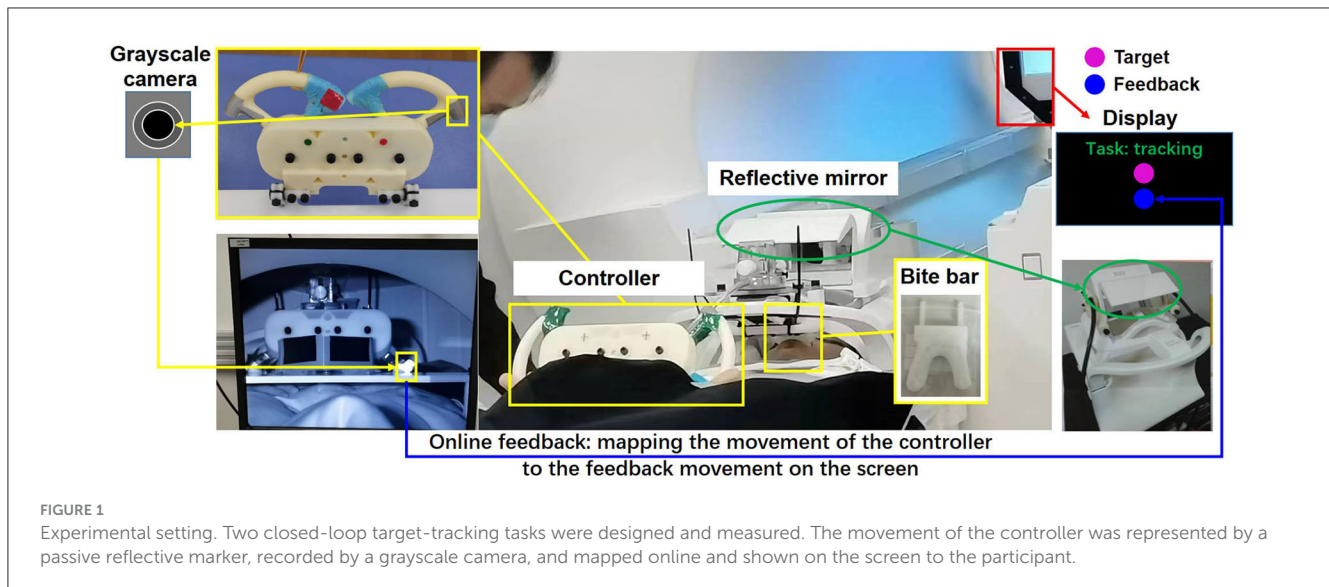 Grayscale
camera
Target
Feedback
Display
Task: tracking
Reflective mirror
Controller
Bite bar
Online feedback: mapping the movement of the controller
to the feedback movement on the screen
FIGURE 1
Experimental setting. Two closed-loop target-tracking tasks were designed and measured. The movement of the controller was represented by a
passive reflective marker, recorded by a grayscale camera, and mapped online and shown on the screen to the participant.